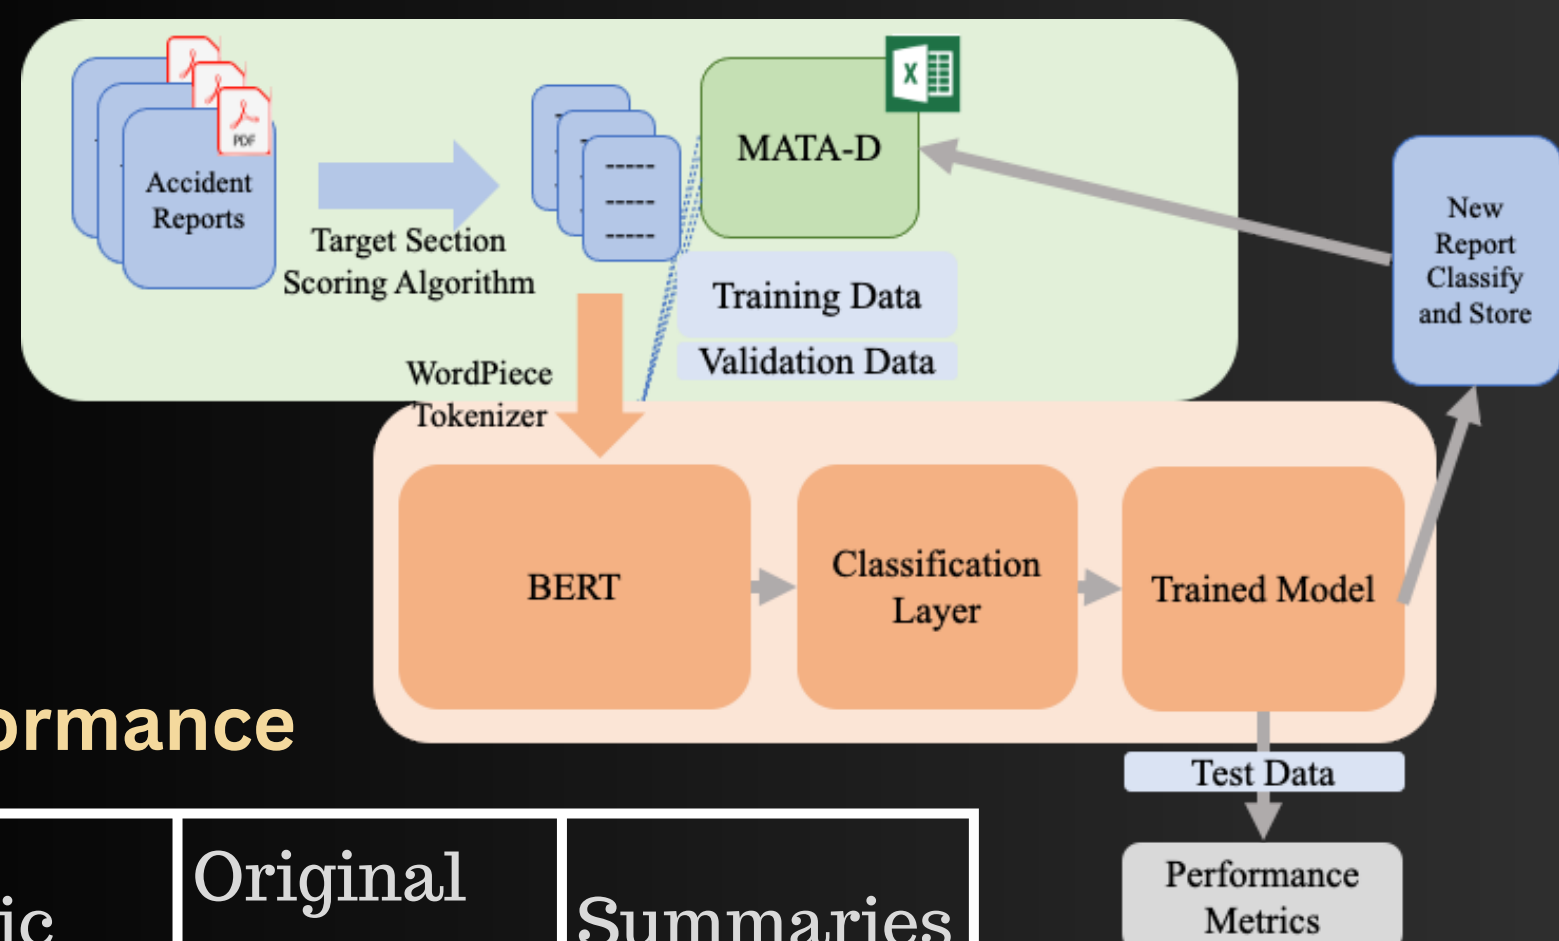 PDF
Accident
Reports
Target Section
Scoring Algorithm
-----
-----
-----
X
MATA-D
Training Data
Validation Data
New
Report
Classify
and Store
WordPiece
Tokenizer
BERT
Classification
Layer
Trained Model
Test Data
Performance
Metrics
ormance
ic
Original
Summaries